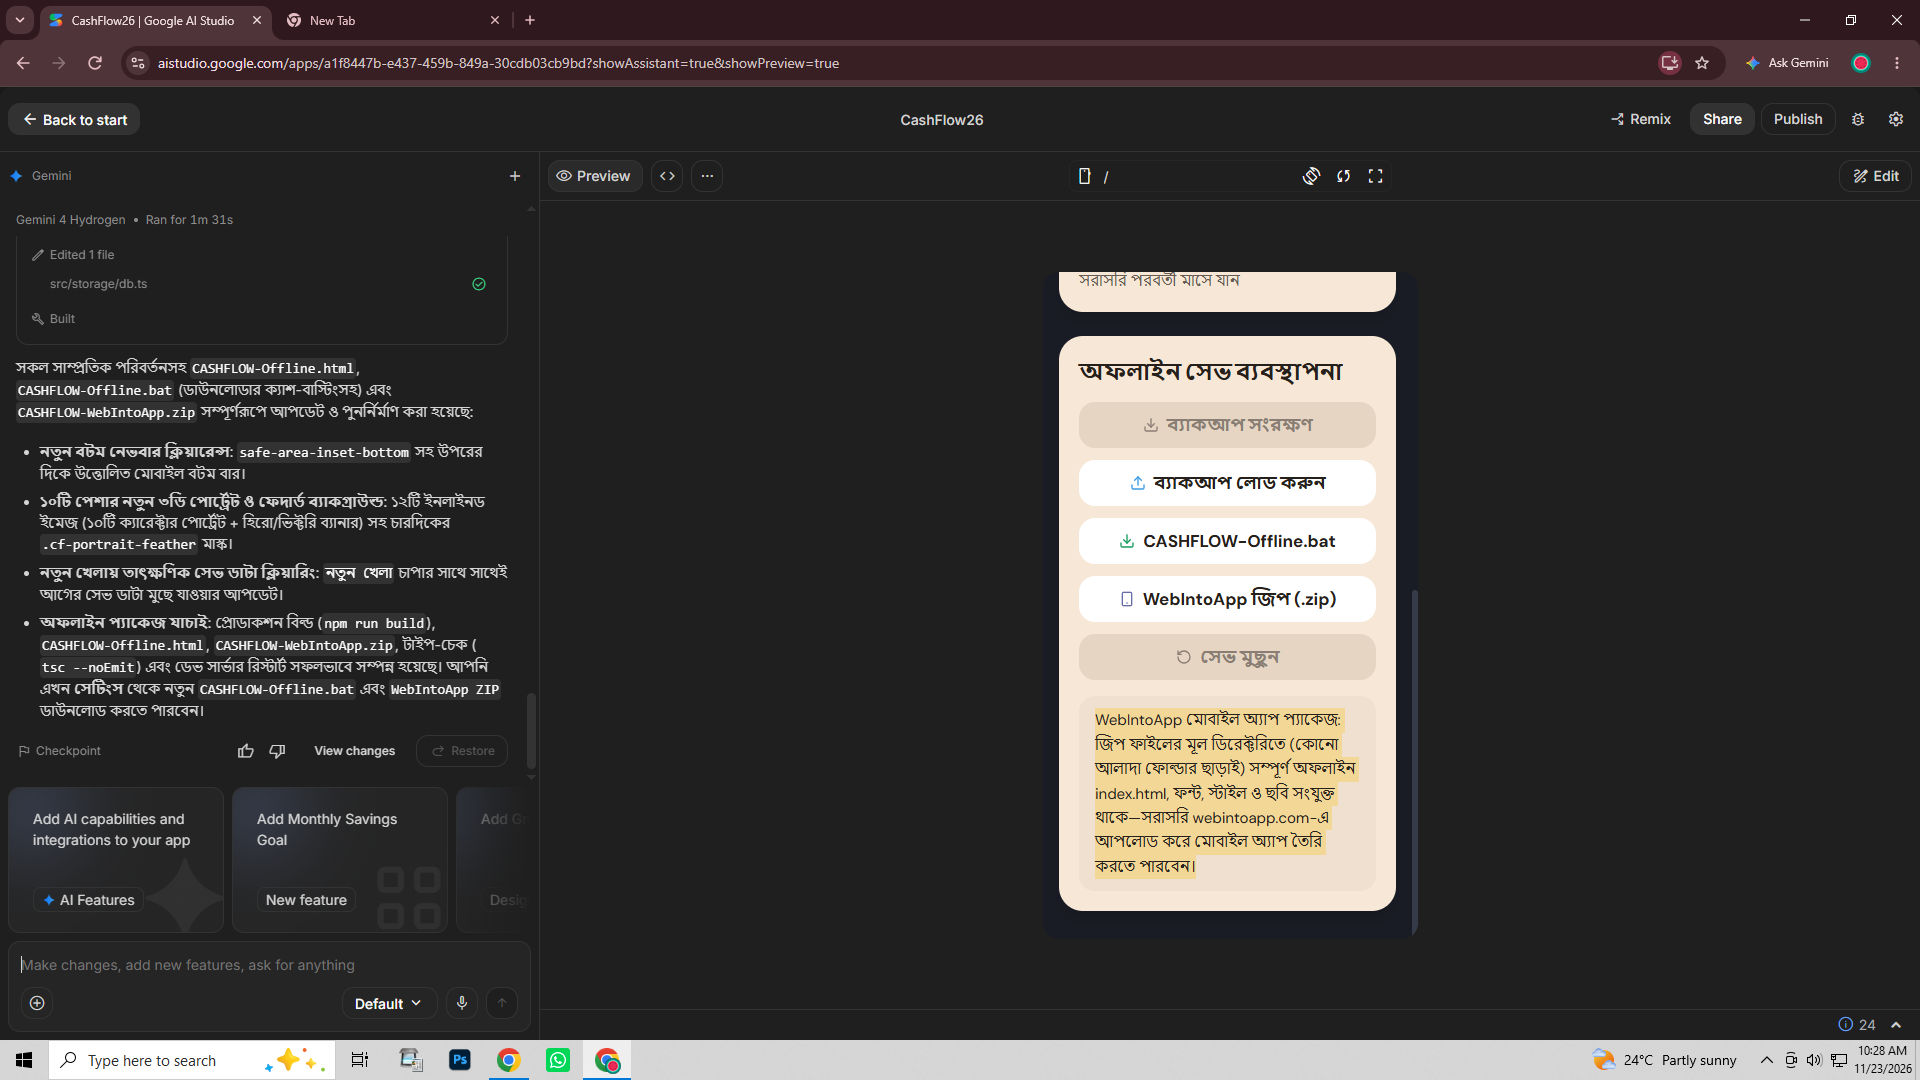 CashFlow26 | Google AI Studio
New Tab
aistudio.google.com/apps/a1f8447b-e437-459b-849a-30cdb03cb9bd?showAssistant=true&showPreview=true
Ask Gemini
Back to start
CashFlow26
Remix
Share
Publish
Gemini
Preview
/
Edit
Gemini 4 Hydrogen • Ran for 1m 31s
Edited 1 file
src/storage/db.ts
Built
সকল সাম্প্রতিক পরিবর্তনসহ CASHFLOW-Offline.html,
CASHFLOW-Offline.bat (ডাউনলোডার ক্যাশ-বাস্টিংসহ) এবং
CASHFLOW-WebIntoApp.zip সম্পূর্ণরূপে আপডেট ও পুনর্নির্মাণ করা হয়েছে:
• নতুন বটম নেভবার ক্লিয়ারেন্স: safe-area-inset-bottom সহ উপরের
দিকে উত্তোলিত মোবাইল বটম বার।
• ১০টি পেশার নতুন ৩ডি পোর্ট্রেট ও ফেদার্ড ব্যাকগ্রাউন্ড: ১২টি ইনলাইনড
ইমেজ (১০টি ক্যারেক্টার পোর্ট্রেট + হিরো/ভিক্টরি ব্যানার) সহ চারদিকের
.cf-portrait-feather মাস্ক।
• নতুন খেলায় তাৎক্ষণিক সেভ ডাটা ক্লিয়ারিং: নতুন খেলা চাপার সাথে সাথেই
আগের সেভ ডাটা মুছে যাওয়ার আপডেট।
• অফলাইন প্যাকেজ যাচাই: প্রোডাকশন বিল্ড (npm run build),
CASHFLOW-Offline.html, CASHFLOW-WebIntoApp.zip, টাইপ-চেক (
tsc --noEmit) এবং ডেভ সার্ভার রিস্টার্ট সফলভাবে সম্পন্ন হয়েছে। আপনি
এখন সেটিংস থেকে নতুন CASHFLOW-Offline.bat এবং WebIntoApp ZIP
ডাউনলোড করতে পারবেন।
Checkpoint
View changes
Restore
Add AI capabilities and
integrations to your app
AI Features
Add Monthly Savings
Goal
New feature
Make changes, add new features, ask for anything
Default
সরাসরি পরবর্তী মাসে যান
অফলাইন সেভ ব্যবস্থাপনা
ব্যাকআপ সংরক্ষণ
ব্যাকআপ লোড করুন
CASHFLOW-Offline.bat
WebIntoApp জিপ (.zip)
সেভ মুছুন
WebIntoApp মোবাইল অ্যাপ প্যাকেজ:
জিপ ফাইলের মূল ডিরেক্টরিতে (কোনো
আলাদা ফোল্ডার ছাড়াই) সম্পূর্ণ অফলাইন
index.html, ফন্ট, স্টাইল ও ছবি সংযুক্ত
থাকে—সরাসরি webintoapp.com-এ
আপলোড করে মোবাইল অ্যাপ তৈরি
করতে পারবেন।
24
Type here to search
Ps
24°C Partly sunny
10:28 AM
11/23/2026